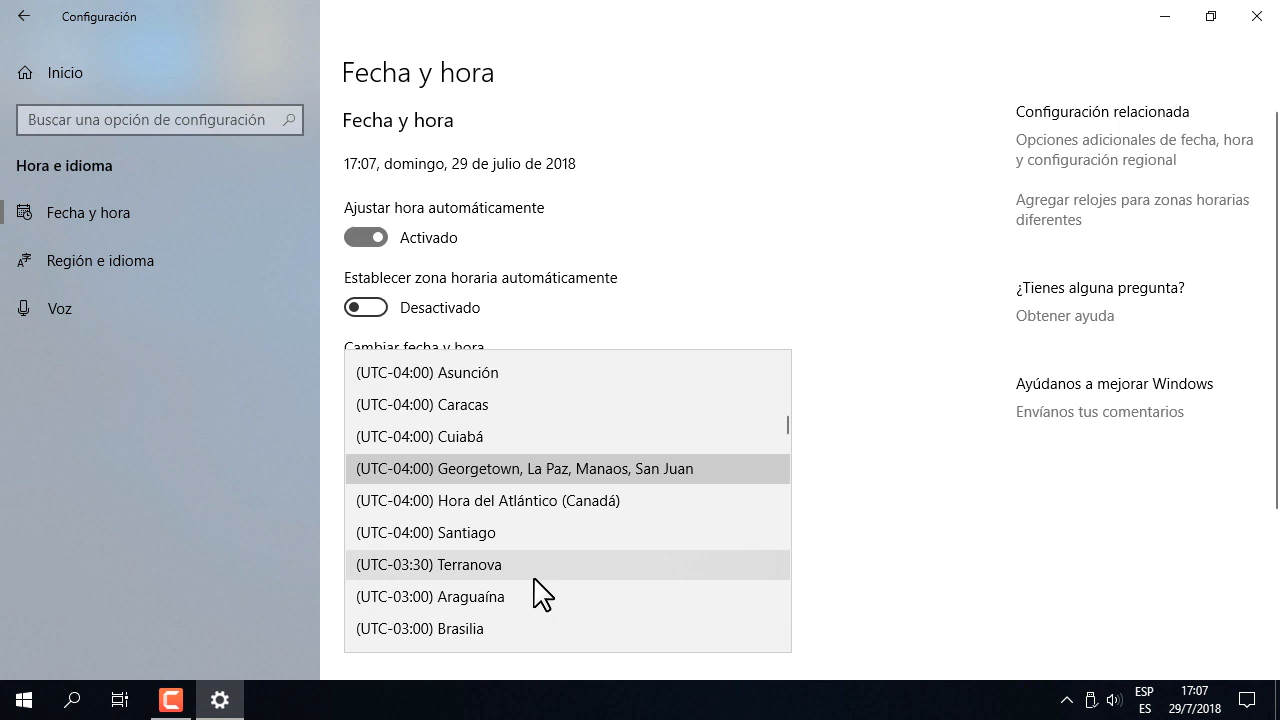 Configuración
Inicio
Buscar una opción de configuración
Hora e idioma
Fecha y hora
Región e idioma
Voz
Fecha y hora
Fecha y hora
17:07, domingo, 29 de julio de 2018
Ajustar hora automáticamente
Activado
Establecer zona horaria automáticamente
Desactivado
Cambiar fecha y hora
(UTC-04:00) Asunción
(UTC-04:00) Caracas
(UTC-04:00) Cuiabá
(UTC-04:00) Georgetown, La Paz, Manaos, San Juan
(UTC-04:00) Hora del Atlántico (Canadá)
(UTC-04:00) Santiago
(UTC-03:30) Terranova
(UTC-03:00) Araguaína
(UTC-03:00) Brasilia
Configuración relacionada
Opciones adicionales de fecha, hora
y configuración regional
Agregar relojes para zonas horarias
diferentes
¿Tienes alguna pregunta?
Obtener ayuda
Ayúdanos a mejorar Windows
Envíanos tus comentarios
ESP
ES
17:07
29/7/2018